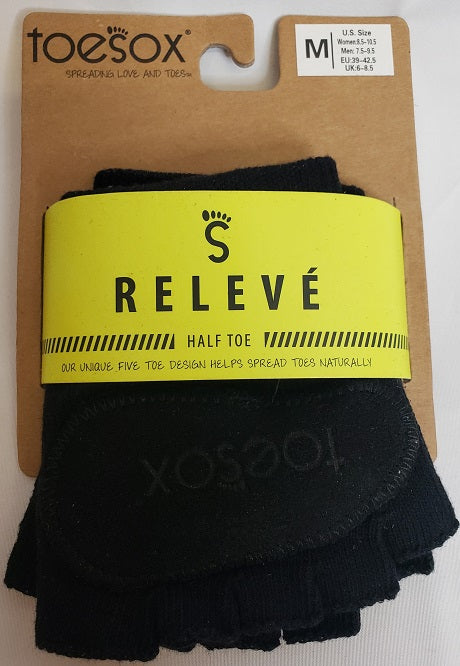 toesox®
SPREADING LOVE AND TOES™
M
U.S. Size
Women:8.5–10.5
Men: 7.5–9.5
EU:39–42.5
UK:6–8.5
S
RELEVÉ
HALF TOE
OUR UNIQUE FIVE TOE DESIGN HELPS SPREAD TOES NATURALLY
toesox